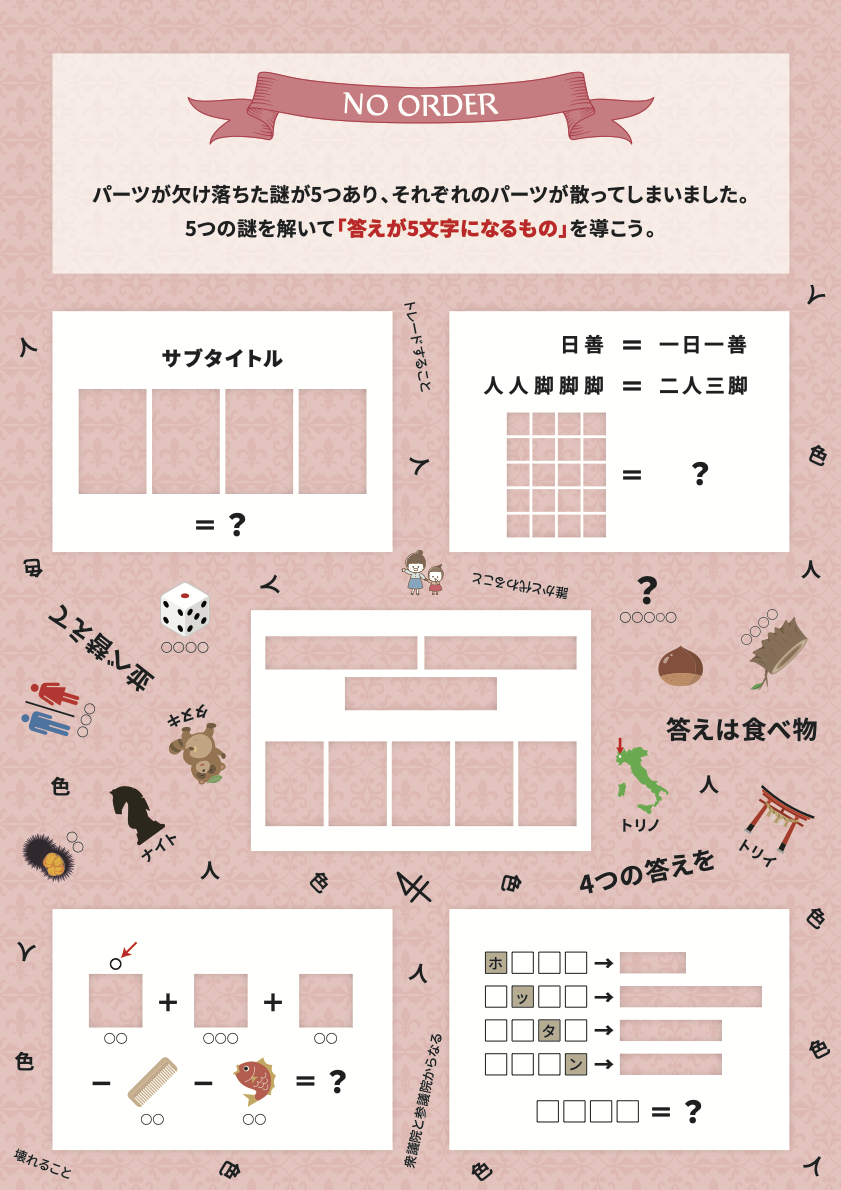 NO ORDER
パーツが欠け落ちた謎が5つあり、それぞれのパーツが散ってしまいました。
5つの謎を解いて「答えが5文字になるもの」を導こう。
人
人
トレードすること
サブタイトル
= ?
日善 = 一日一善
人人脚脚脚 = 二人三脚
= ?
人
色
色
人
誰かと代わること
人
?
○○○○○
○○○○
○○○○
並べ替えて
○○○
タヌキ
答えは食べ物
色
ナイト
○○
トリノ
人
トリイ
人
色
4
色
4つの答えを
色
人
人
○○
+
○○○
+
○○
−
○○
−
○○
= ?
色
色
ホ□□□→
□ッ□□→
□□タ□→
□□□ン→
□□□□ = ?
衆議院と参議院からなる
壊れること
色
色
人